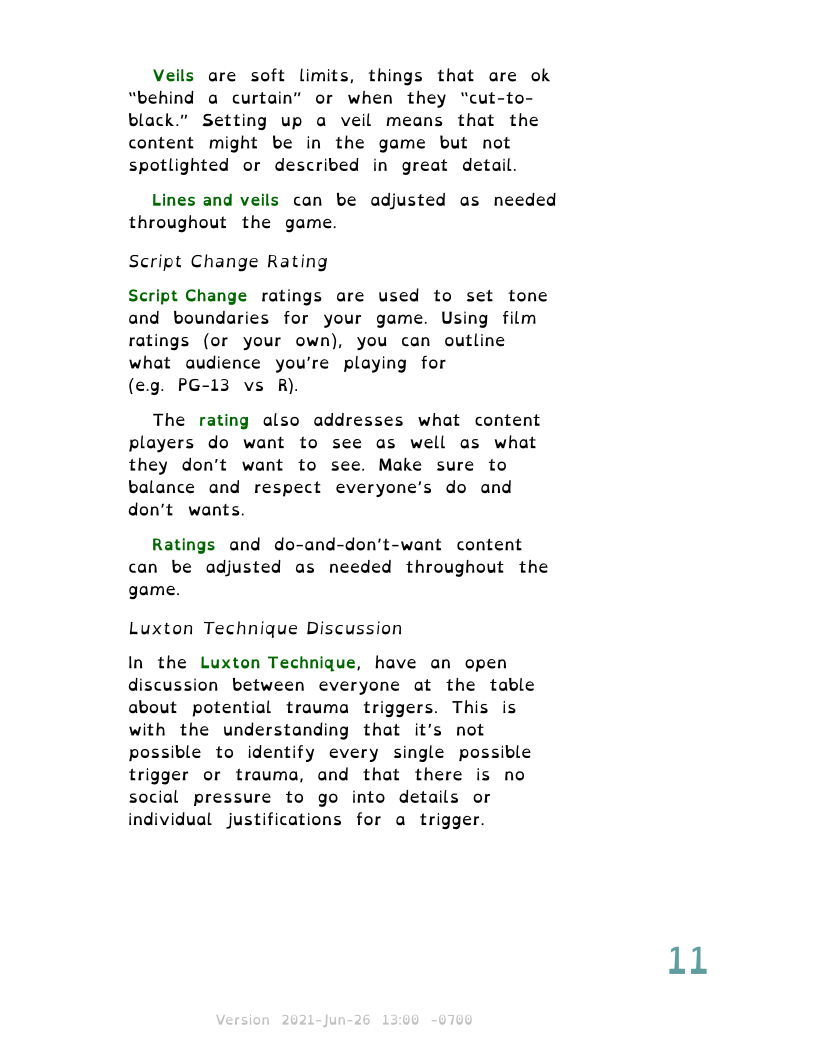 Veils are soft limits, things that are ok
“behind a curtain” or when they “cut-to-
black.” Setting up a veil means that the
content might be in the game but not
spotlighted or described in great detail.
Lines and veils can be adjusted as needed
throughout the game.
Script Change Rating
Script Change ratings are used to set tone
and boundaries for your game. Using film
ratings (or your own), you can outline
what audience you’re playing for
(e.g. PG-13 vs R).
The rating also addresses what content
players do want to see as well as what
they don’t want to see. Make sure to
balance and respect everyone’s do and
don’t wants.
Ratings and do-and-don’t-want content
can be adjusted as needed throughout the
game.
Luxton Technique Discussion
In the Luxton Technique, have an open
discussion between everyone at the table
about potential trauma triggers. This is
with the understanding that it’s not
possible to identify every single possible
trigger or trauma, and that there is no
social pressure to go into details or
individual justifications for a trigger.
11
Version 2021-Jun-26 13:00 -0700